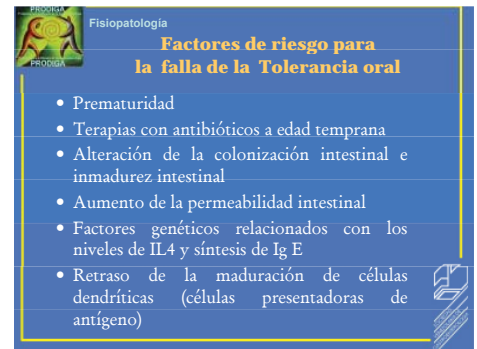 PRODIGA
Fisiopatología
Factores de riesgo para
la falla de la Tolerancia oral
PRODIGA
• Prematuridad
• Terapias con antibióticos a edad temprana
• Alteración de la colonización intestinal e
inmadurez intestinal
• Aumento de la permeabilidad intestinal
• Factores genéticos relacionados con los
niveles de IL4 y síntesis de Ig E
• Retraso de la maduración de células
dendríticas (células presentadoras de
antígeno)